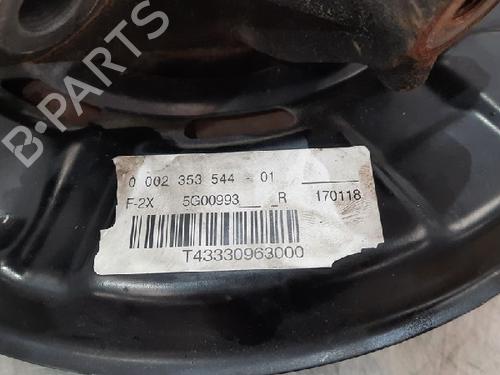 B-PARTS
0 002 353 544 - 01
F-2X 5G00993 R 170118
T43330963000